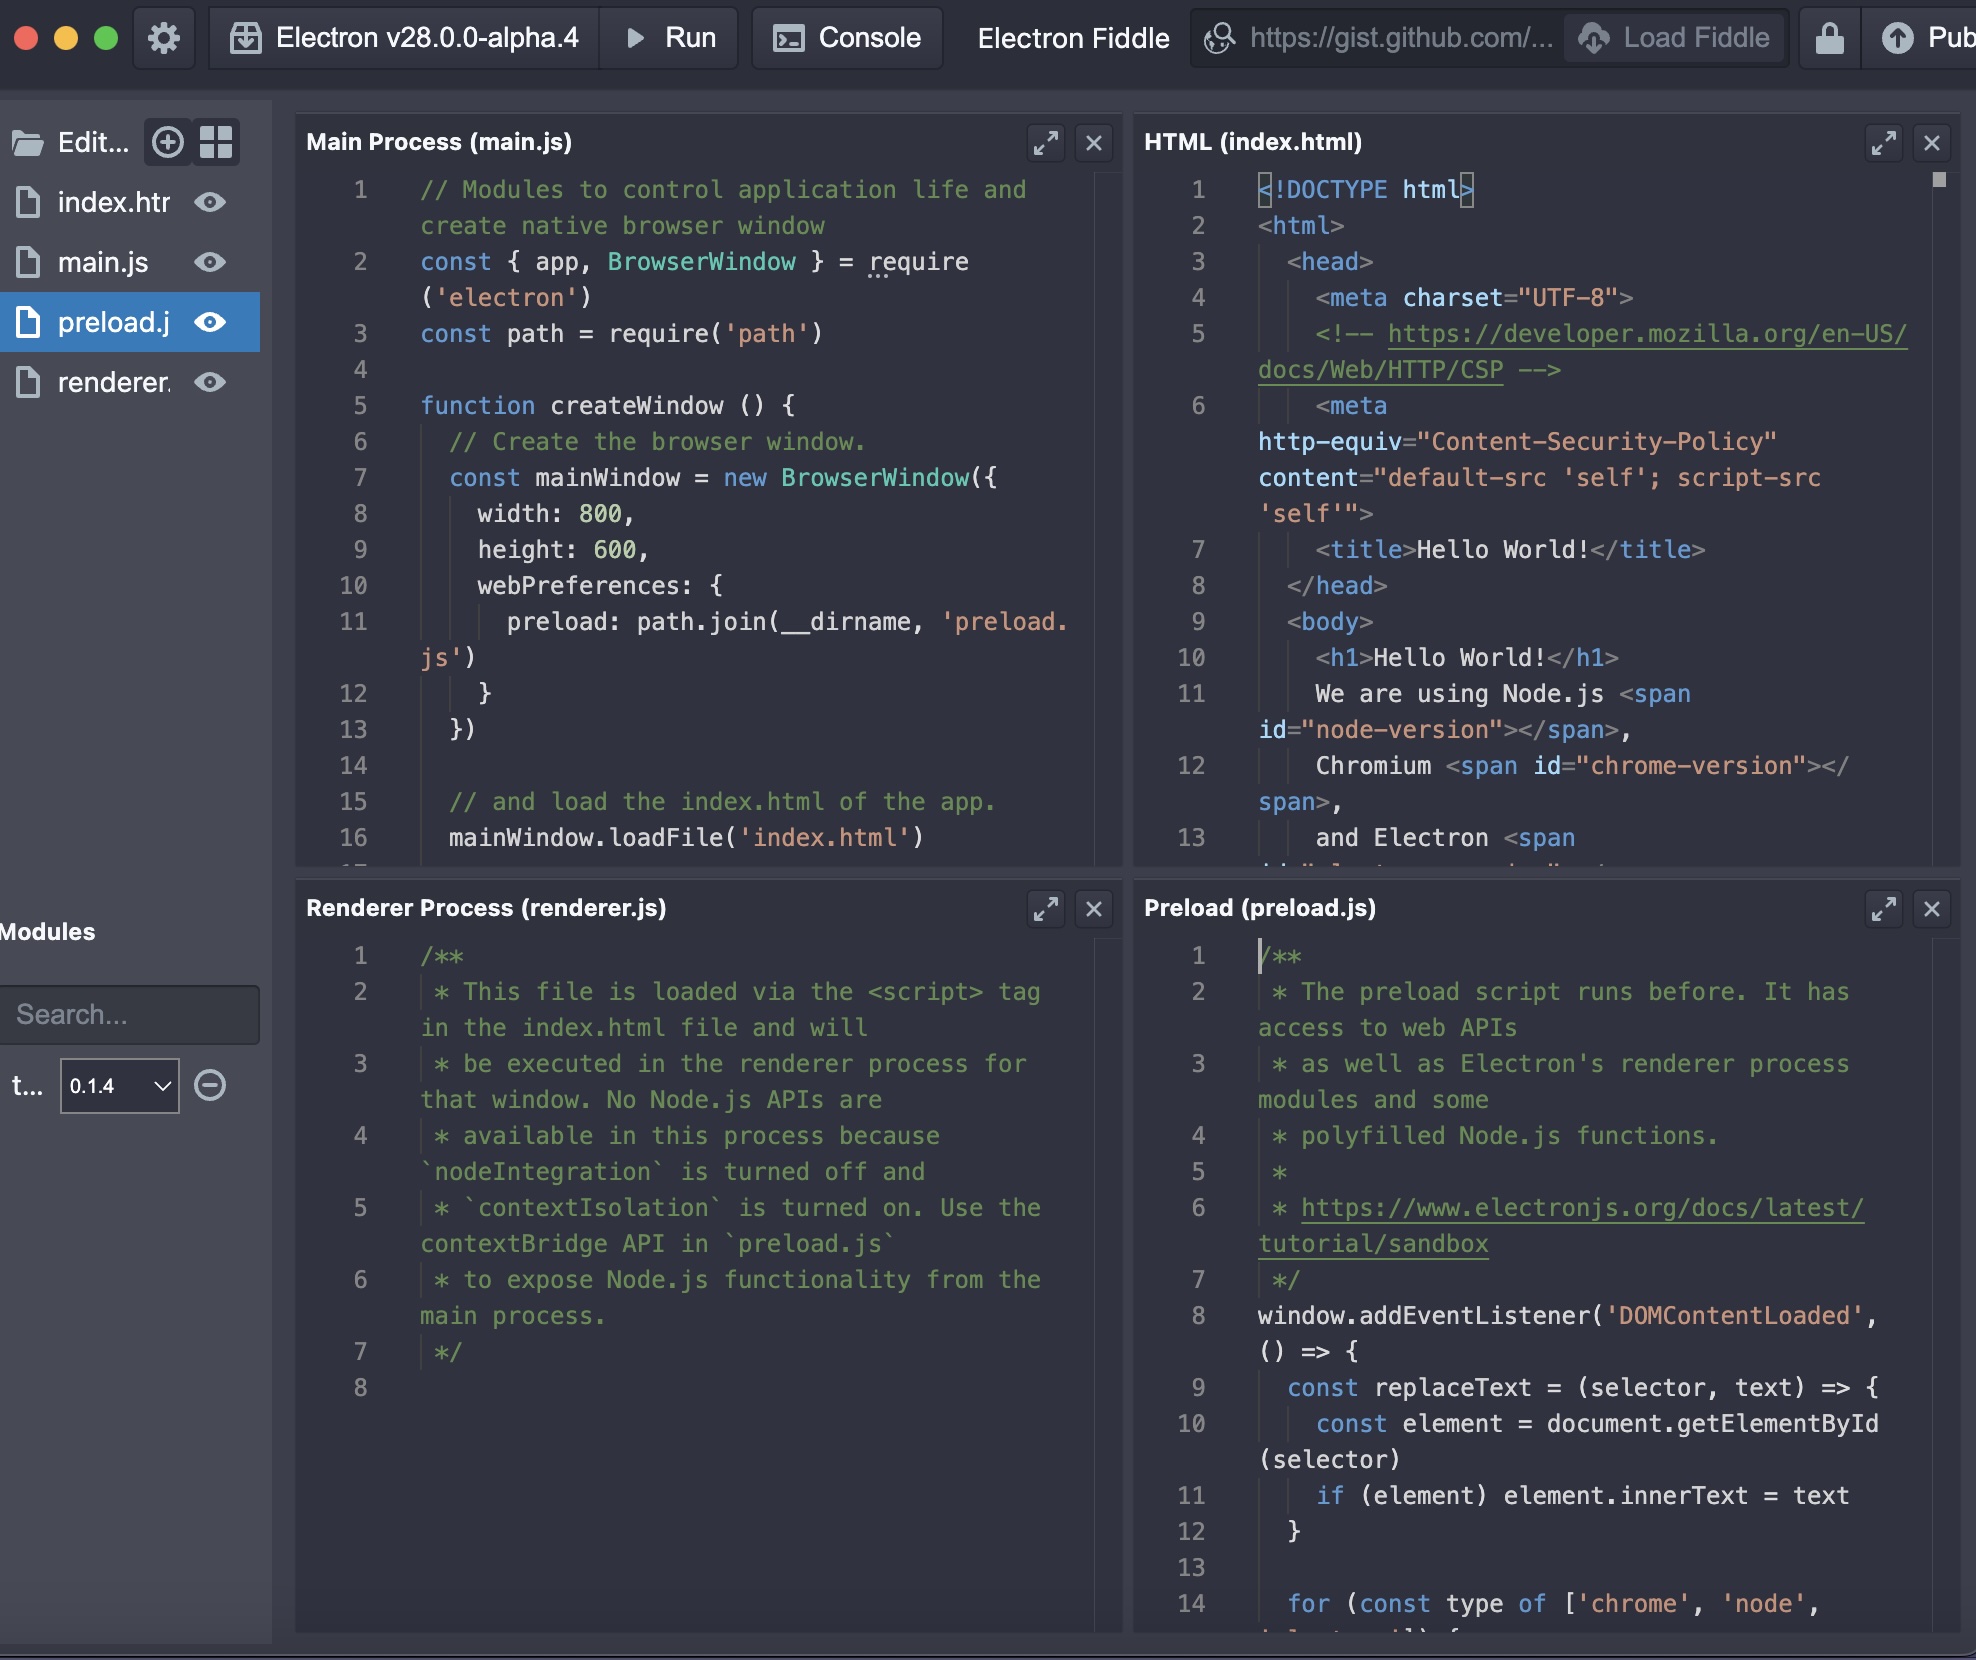 Electron v28.0.0-alpha.4 Run Console Electron Fiddle https://gist.github.com/... Load Fiddle Pub
Edit...
index.htr
main.js
preload.j
renderer.
Modules
Search...
t... 0.1.4
Main Process (main.js)
1 // Modules to control application life and
create native browser window
2 const { app, BrowserWindow } = require
('electron')
3 const path = require('path')
4
5 function createWindow () {
6 // Create the browser window.
7 const mainWindow = new BrowserWindow({
8 width: 800,
9 height: 600,
10 webPreferences: {
11 preload: path.join(__dirname, 'preload.
js')
12 }
13 })
14
15 // and load the index.html of the app.
16 mainWindow.loadFile('index.html')
HTML (index.html)
1 <!DOCTYPE html>
2 <html>
3 <head>
4 <meta charset="UTF-8">
5 <!-- https://developer.mozilla.org/en-US/
docs/Web/HTTP/CSP -->
6 <meta
http-equiv="Content-Security-Policy"
content="default-src 'self'; script-src
'self'">
7 <title>Hello World!</title>
8 </head>
9 <body>
10 <h1>Hello World!</h1>
11 We are using Node.js <span
id="node-version"></span>,
12 Chromium <span id="chrome-version"></
span>,
13 and Electron <span
Renderer Process (renderer.js)
1 /**
2 * This file is loaded via the <script> tag
in the index.html file and will
3 * be executed in the renderer process for
that window. No Node.js APIs are
4 * available in this process because
`nodeIntegration` is turned off and
5 * `contextIsolation` is turned on. Use the
contextBridge API in `preload.js`
6 * to expose Node.js functionality from the
main process.
7 */
8
Preload (preload.js)
1 /**
2 * The preload script runs before. It has
access to web APIs
3 * as well as Electron's renderer process
modules and some
4 * polyfilled Node.js functions.
5 *
6 * https://www.electronjs.org/docs/latest/
tutorial/sandbox
7 */
8 window.addEventListener('DOMContentLoaded',
() => {
9 const replaceText = (selector, text) => {
10 const element = document.getElementById
(selector)
11 if (element) element.innerText = text
12 }
13
14 for (const type of ['chrome', 'node',